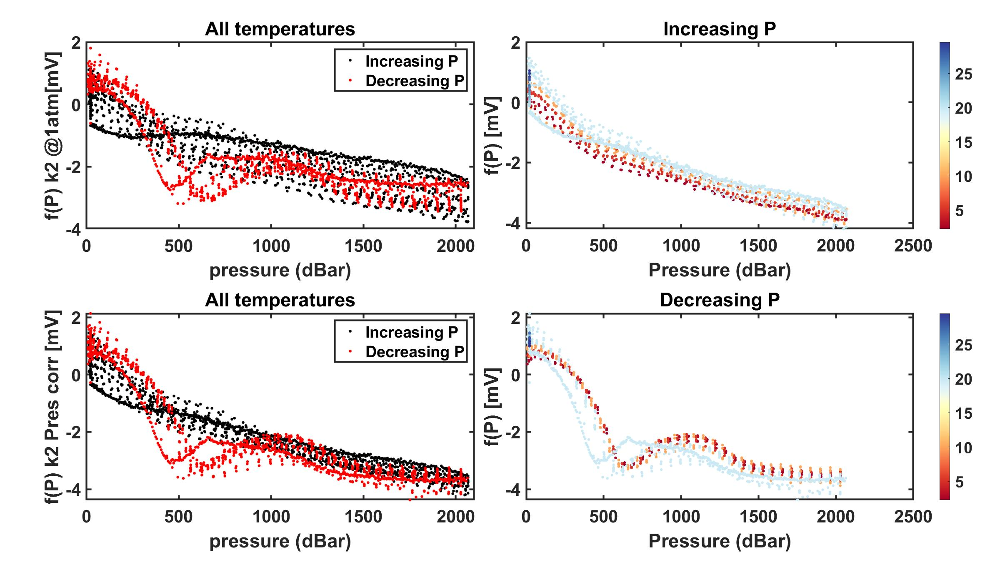 All temperatures
2
0
-2
-4
f(P) k2 @1atm[mV]
Increasing P
Decreasing P
0 500 1000 1500 2000
pressure (dBar)
Increasing P
2
0
-2
-4
f(P) [mV]
0 500 1000 1500 2000 2500
Pressure (dBar)
25
20
15
10
5
All temperatures
2
0
-2
-4
f(P) k2 Pres corr [mV]
Increasing P
Decreasing P
0 500 1000 1500 2000
pressure (dBar)
Decreasing P
2
0
-2
-4
f(P) [mV]
0 500 1000 1500 2000 2500
Pressure (dBar)
25
20
15
10
5